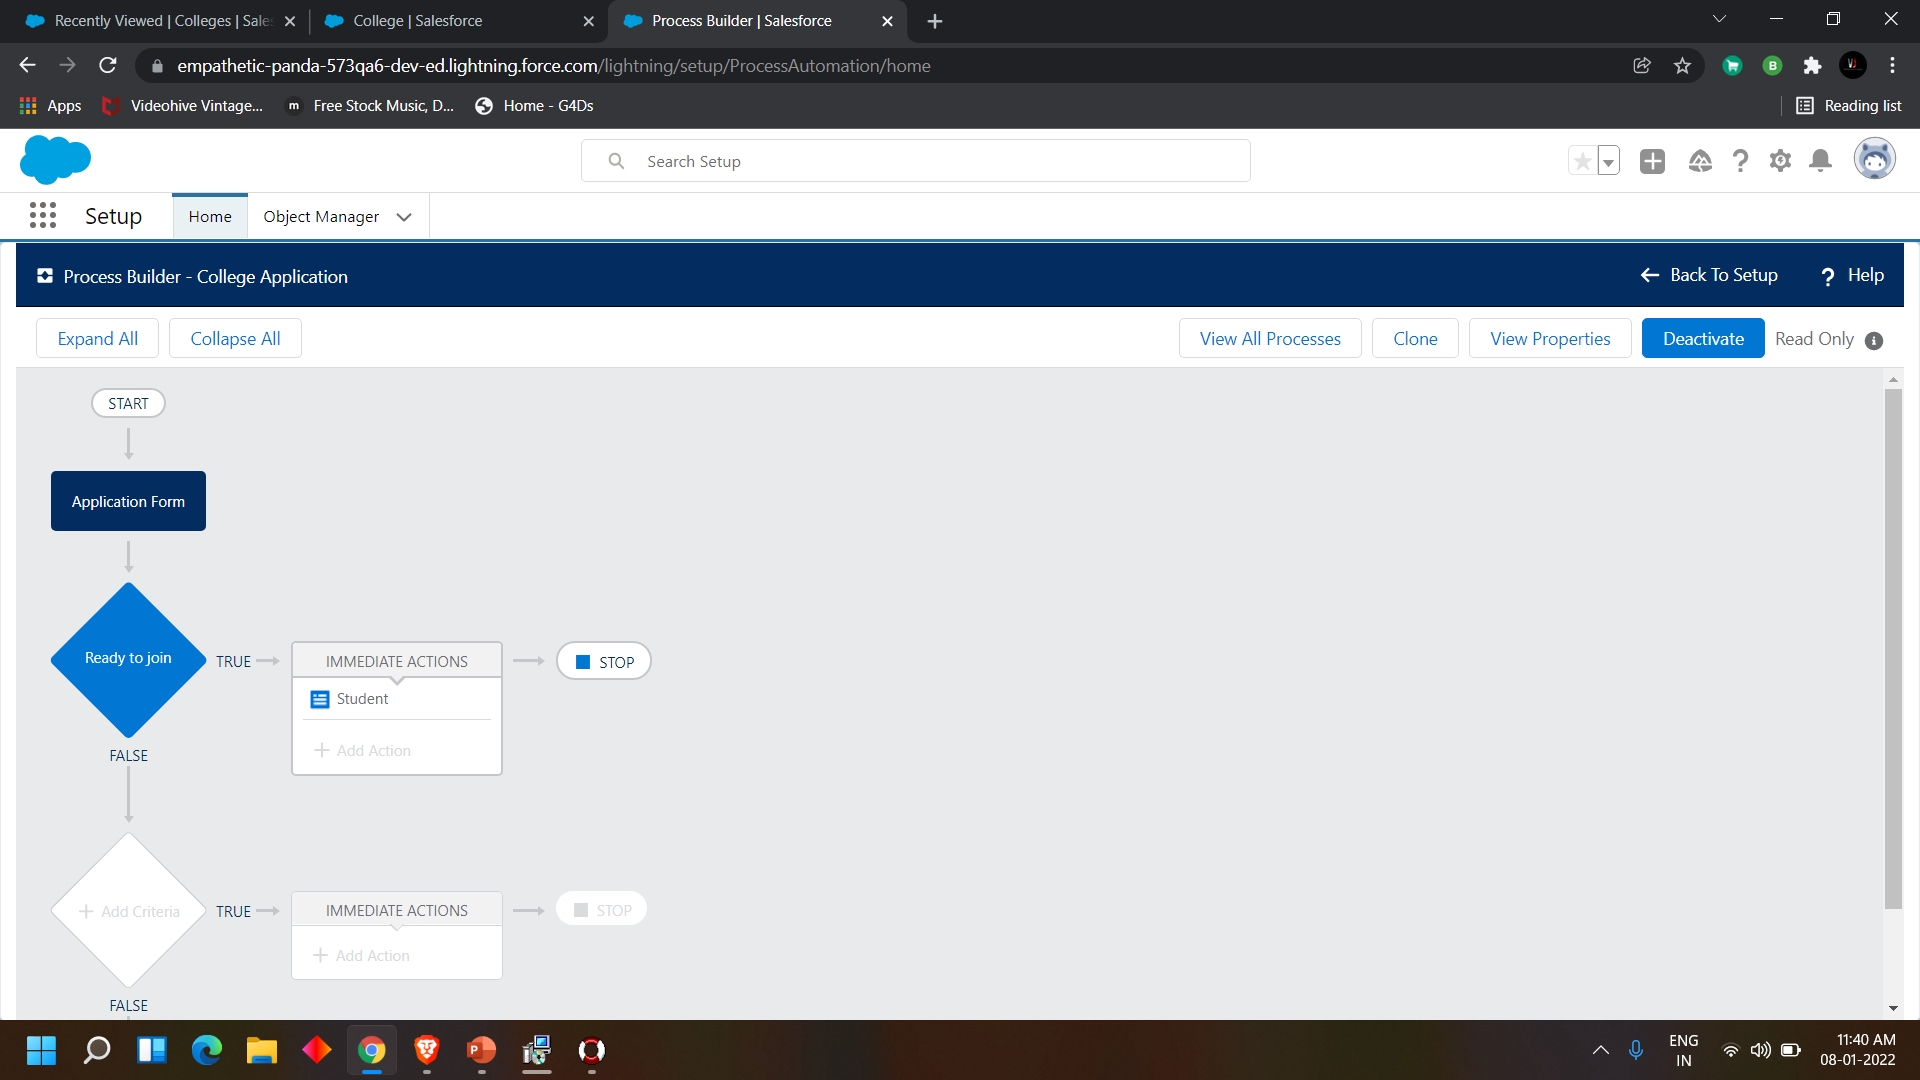 Recently Viewed | Colleges | Sales
College | Salesforce
Process Builder | Salesforce
empathetic-panda-573qa6-dev-ed.lightning.force.com/lightning/setup/ProcessAutomation/home
Apps
Videohive Vintage...
m
Free Stock Music, D...
Home - G4Ds
Reading list
B
Search Setup
Setup
Home
Object Manager
Process Builder - College Application
Back To Setup
? Help
Expand All
Collapse All
View All Processes
Clone
View Properties
Deactivate
Read Only
START
Application Form
Ready to join
TRUE
IMMEDIATE ACTIONS
STOP
Student
+ Add Action
FALSE
+ Add Criteria
TRUE
IMMEDIATE ACTIONS
STOP
+ Add Action
FALSE
ENG
IN
11:40 AM
08-01-2022